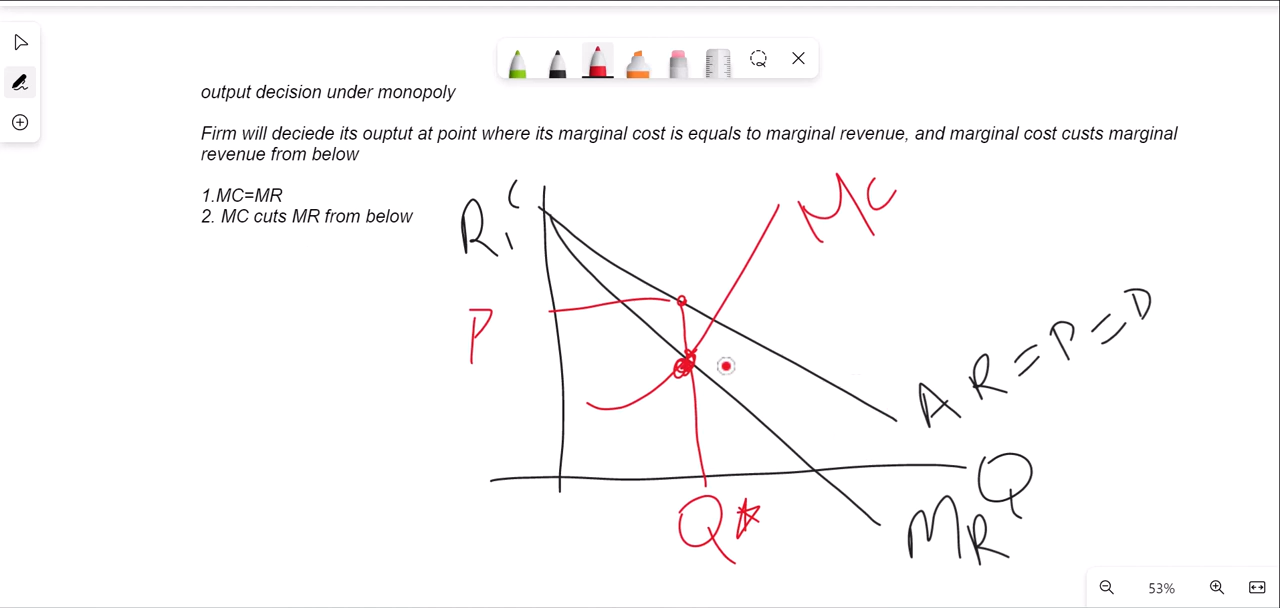 output decision under monopoly
Firm will deciede its ouptut at point where its marginal cost is equals to marginal revenue, and marginal cost custs marginal
revenue from below
1.MC=MR
2. MC cuts MR from below
R,C
MC
P
AR=P=D
Q
Q*
MR
53%